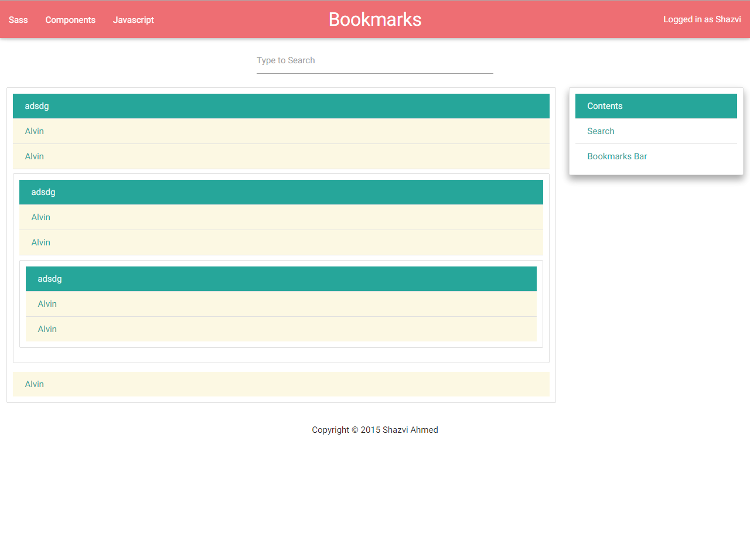 Sass Components Javascript Bookmarks Logged in as Shazvi
Type to Search
adsdg
Alvin
Alvin
adsdg
Alvin
Alvin
adsdg
Alvin
Alvin
Alvin
Contents
Search
Bookmarks Bar
Copyright © 2015 Shazvi Ahmed